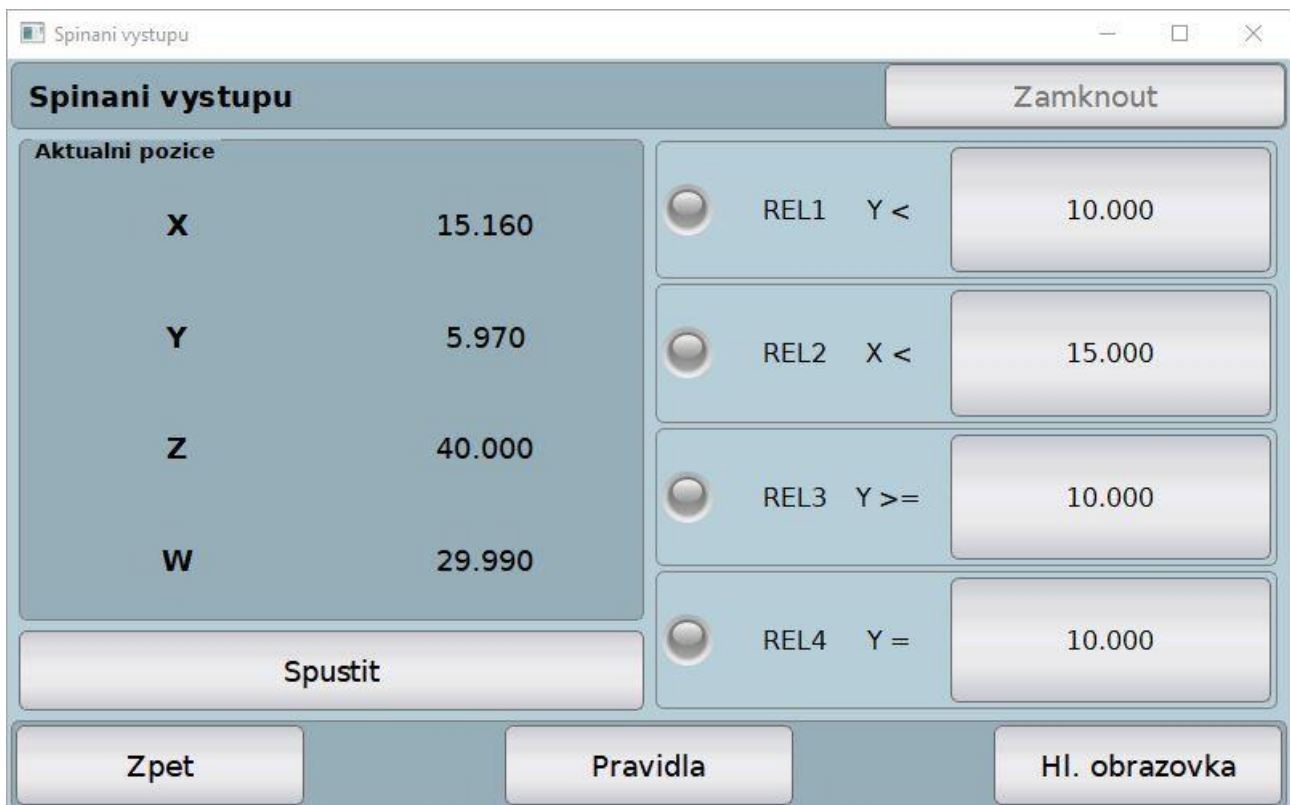 Spinani vystupu
Spinani vystupu
Zamknout
Aktualni pozice
X 15.160
Y 5.970
Z 40.000
W 29.990
Spustit
REL1 Y < 10.000
REL2 X < 15.000
REL3 Y >= 10.000
REL4 Y = 10.000
Zpet
Pravidla
Hl. obrazovka